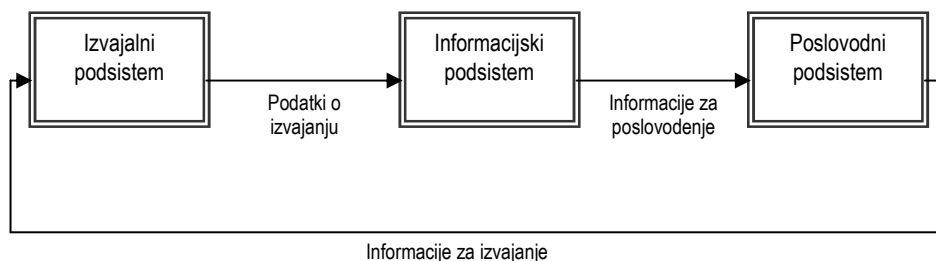 Izvajalni
podsistem
Informacijski
podsistem
Poslovodni
podsistem
Podatki o
izvajanju
Informacije za
poslovodenje
Informacije za izvajanje